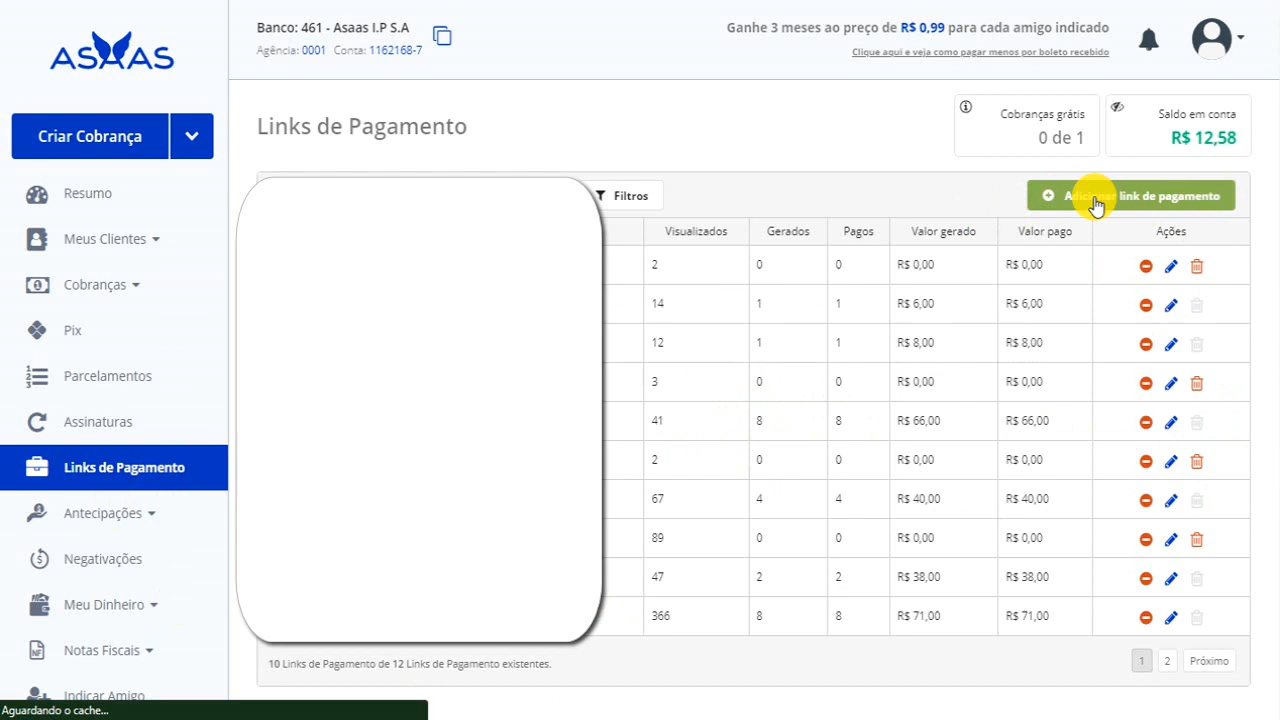 ASAAS
Banco: 461 - Asaas I.P S.A
Agência: 0001 Conta: 1162168-7
Ganhe 3 meses ao preço de R$ 0,99 para cada amigo indicado
Clique aqui e veja como pagar menos por boleto recebido
Criar Cobrança
Resumo
Meus Clientes
Cobranças
Pix
Parcelamentos
Assinaturas
Links de Pagamento
Antecipações
Negativações
Meu Dinheiro
Notas Fiscais
Indicar Amigo
Links de Pagamento
Cobranças grátis
0 de 1
Saldo em conta
R$ 12,58
Filtros
Adicionar link de pagamento
Visualizados Gerados Pagos Valor gerado Valor pago Ações
2 0 0 R$ 0,00 R$ 0,00
14 1 1 R$ 6,00 R$ 6,00
12 1 1 R$ 8,00 R$ 8,00
3 0 0 R$ 0,00 R$ 0,00
41 8 8 R$ 66,00 R$ 66,00
2 0 0 R$ 0,00 R$ 0,00
67 4 4 R$ 40,00 R$ 40,00
89 0 0 R$ 0,00 R$ 0,00
47 2 2 R$ 38,00 R$ 38,00
366 8 8 R$ 71,00 R$ 71,00
10 Links de Pagamento de 12 Links de Pagamento existentes.
1 2 Próximo
Aguardando o cache...